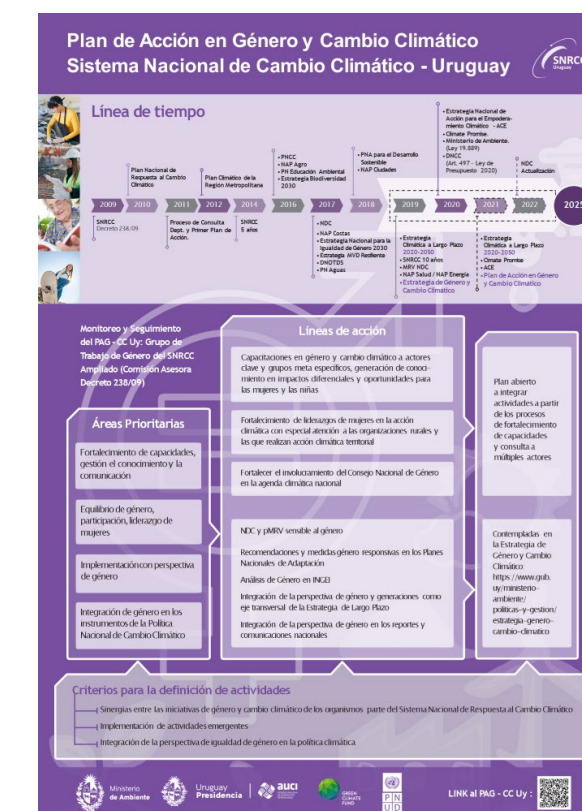 Plan de Acción en Género y Cambio Climático
Sistema Nacional de Cambio Climático - Uruguay
SNRCC
Uruguay
Línea de tiempo
Plan Nacional de
Respuesta al Cambio
Climático
Plan Climático de la
Región Metropolitana
• PNCC
• NAP Agro
• PN Educación Ambiental
• Estrategia Biodiversidad
2030
• PNA para el Desarrollo
Sostenible
• NAP Ciudades
• Estrategia Nacional de
Acción para el Empodera-
miento Climático - ACE
• Climate Promise.
• Ministerio de Ambiente.
(Ley 19.889)
• DNCC
(Art. 497 - Ley de
Presupuesto 2020)
• NDC
Actualización
2009
2010
2011
2012
2014
2016
2017
2018
2019
2020
2021
2022
2025
SNRCC
Decreto 238/09
Proceso de Consulta
Dept. y Primer Plan de
Acción.
SNRCC
5 años
• NDC
• NAP Costas
• Estrategia Nacional para la
Igualdad de Género 2030
• Estrategia MVD Resiliente
• DNOTDS
• PN Aguas
• Estrategia
Climática a Largo Plazo
2020-2050
• SNRCC 10 años
• MRV NDC
• NAP Salud / NAP Energía
• Estrategia de Género y
Cambio Climático
• Estrategia
Climática a Largo Plazo
2020-2050
• Cimate Promise
• ACE
• Plan de Acción en Género
y Cambio Climático
Monitoreo y Seguimiento
del PAG - CC Uy: Grupo de
Trabajo de Género del SNRCC
Ampliado (Comisión Asesora
Decreto 238/09)
Áreas Prioritarias
Fortalecimiento de capacidades,
gestión el conocimiento y la
comunicación
Equilibrio de género,
participación, liderazgo de
mujeres
Implementación con perspectiva
de género
Integración de género en los
instrumentos de la Política
Nacional de Cambio Climático
Líneas de acción
Capacitaciones en género y cambio climático a actores
clave y grupos meta específicos, generación de conoci-
miento en impactos diferenciales y oportunidades para
las mujeres y las niñas
Fortalecimiento de liderazgos de mujeres en la acción
climática con especial atención a las organizaciones rurales y
las que realizan acción climática territorial
Fortalecer el involucramiento del Consejo Nacional de Género
en la agenda climática nacional
NDC y pMRV sensible al género
Recomendaciones y medidas género responsivas en los Planes
Nacionales de Adaptación
Análisis de Género en INGEI
Integración de la perspectiva de género y generaciones como
eje transversal de la Estrategia de Largo Plazo
Integración de la perspectiva de género en los reportes y
comunicaciones nacionales
Plan abierto
a integrar
actividades a partir
de los procesos
de fortalecimiento
de capacidades
y consulta a
múltiples actores
Contempladas en
la Estrategia de
Género y Cambio
Climático
https://www.gub.
uy/ministerio-
ambiente/
politicas-y-gestion/
estrategia-genero-
cambio-climatico
Criterios para la definición de actividades
Sinergias entre las iniciativas de género y cambio climático de los organismos parte del Sistema Nacional de Respuesta al Cambio Climático
Implementación de actividades emergentes
Integración de la perspectiva de igualdad de género en la política climática
Ministerio
de Ambiente
Uruguay
Presidencia
auci
GREEN
CLIMATE
FUND
PNUD
LINK al PAG - CC Uy :